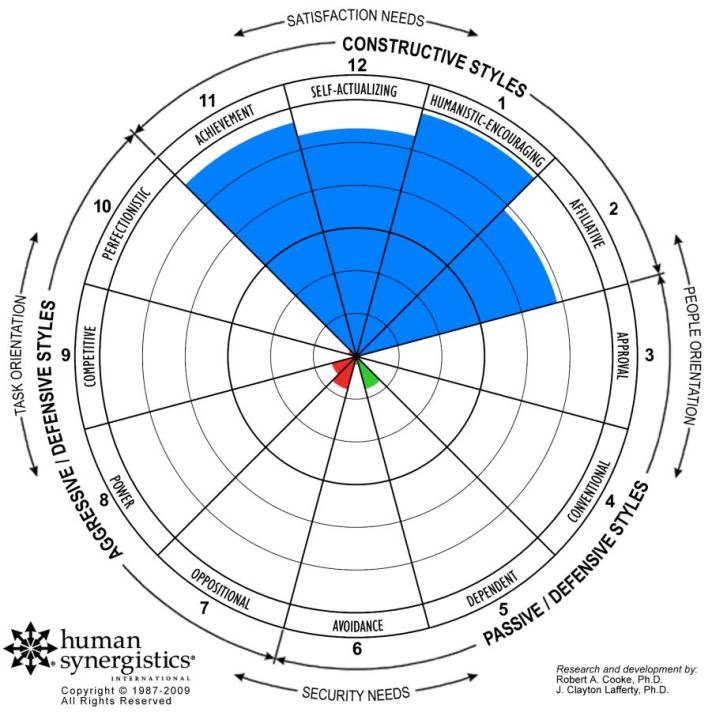 SATISFACTION NEEDS
CONSTRUCTIVE STYLES
12
SELF-ACTUALIZING
1
HUMANISTIC-ENCOURAGING
2
AFFILIATIVE
PEOPLE ORIENTATION
3
APPROVAL
4
CONVENTIONAL
5
DEPENDENT
PASSIVE / DEFENSIVE STYLES
6
AVOIDANCE
SECURITY NEEDS
7
OPPOSITIONAL
8
POWER
AGGRESSIVE / DEFENSIVE STYLES
9
COMPETITIVE
TASK ORIENTATION
10
PERFECTIONISTIC
11
ACHIEVEMENT
human
synergistics®
INTERNATIONAL
Copyright © 1987-2009
All Rights Reserved
Research and development by:
Robert A. Cooke, Ph.D.
J. Clayton Lafferty, Ph.D.